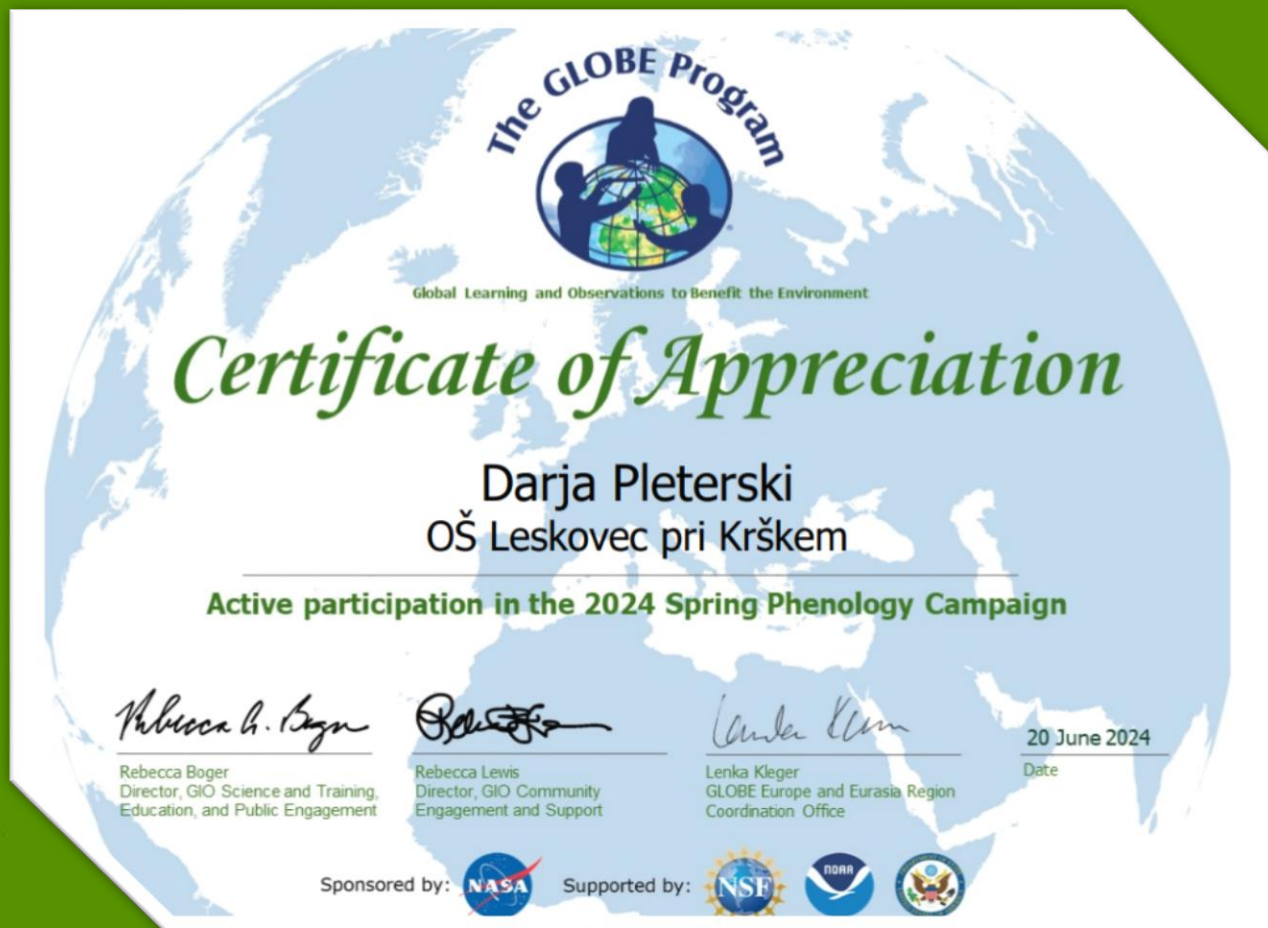 The GLOBE Program
Global Learning and Observations to Benefit the Environment
Certificate of Appreciation
Darja Pleterski
OŠ Leskovec pri Krškem
Active participation in the 2024 Spring Phenology Campaign
20 June 2024
Rebecca Boger
Director, GIO Science and Training,
Education, and Public Engagement
Rebecca Lewis
Director, GIO Community
Engagement and Support
Lenka Kleger
GLOBE Europe and Eurasia Region
Coordination Office
Date
Sponsored by: NASA Supported by: NSF NOAA